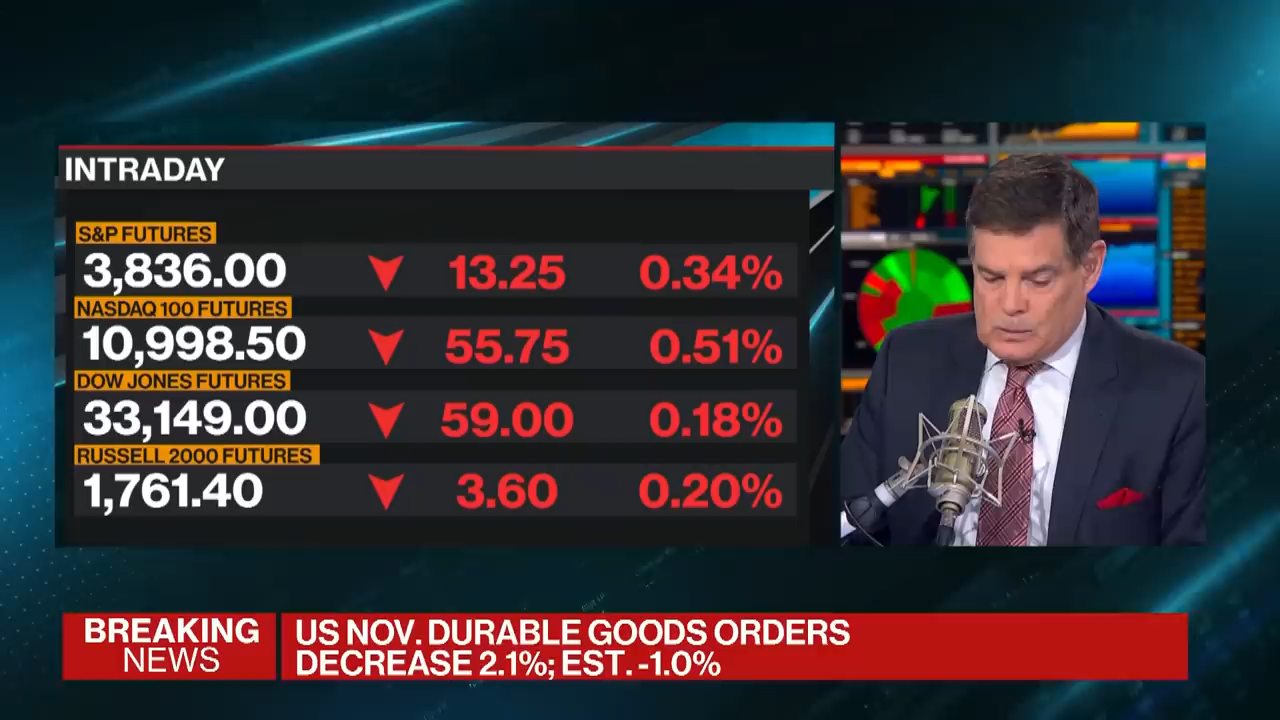 INTRADAY
S&P FUTURES
3,836.00 13.25 0.34%
NASDAQ 100 FUTURES
10,998.50 55.75 0.51%
DOW JONES FUTURES
33,149.00 59.00 0.18%
RUSSELL 2000 FUTURES
1,761.40 3.60 0.20%
BREAKING NEWS
US NOV. DURABLE GOODS ORDERS
DECREASE 2.1%; EST. -1.0%